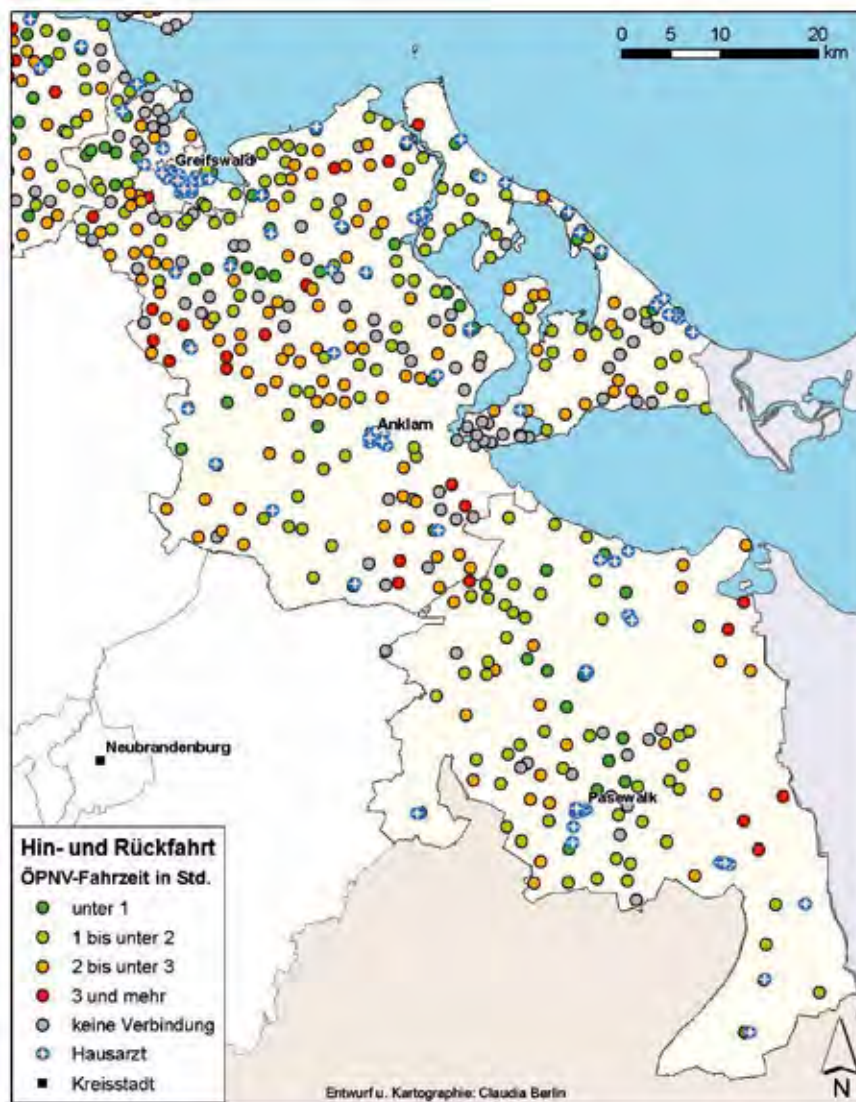 0 5 10 20
km
Greifswald
Anklam
Neubrandenburg
Pasewalk
Hin- und Rückfahrt
ÖPNV-Fahrzeit in Std.
unter 1
1 bis unter 2
2 bis unter 3
3 und mehr
keine Verbindung
Hausarzt
Kreisstadt
Entwurf u. Kartographie: Claudia Berlin
N